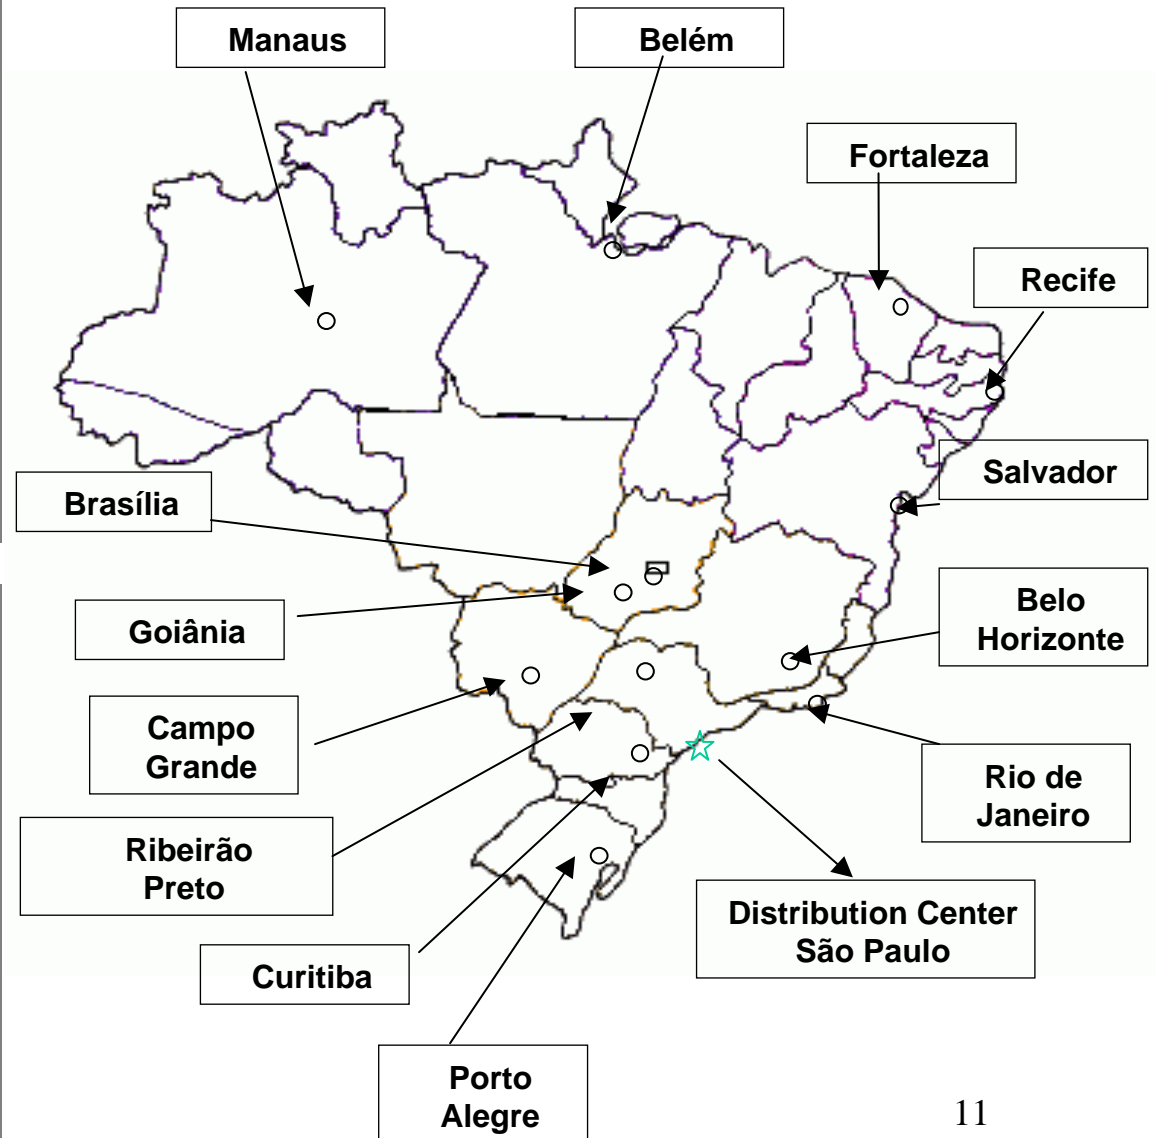 Manaus
Belém
Fortaleza
Recife
Salvador
Brasília
Goiânia
Belo
Horizonte
Campo
Grande
Rio de
Janeiro
Ribeirão
Preto
Distribution Center
São Paulo
Curitiba
Porto
Alegre
11